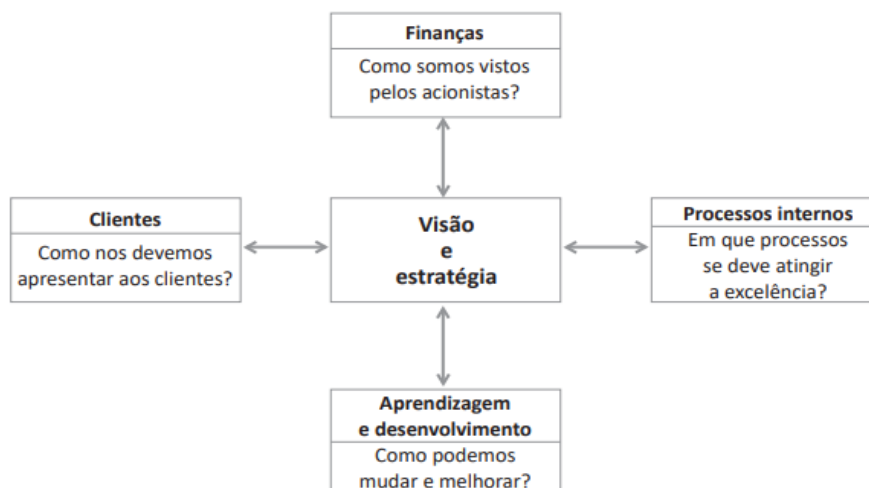 Finanças
Como somos vistos
pelos acionistas?
Clientes
Como nos devemos
apresentar aos clientes?
Visão
e
estratégia
Processos internos
Em que processos
se deve atingir
a excelência?
Aprendizagem
e desenvolvimento
Como podemos
mudar e melhorar?